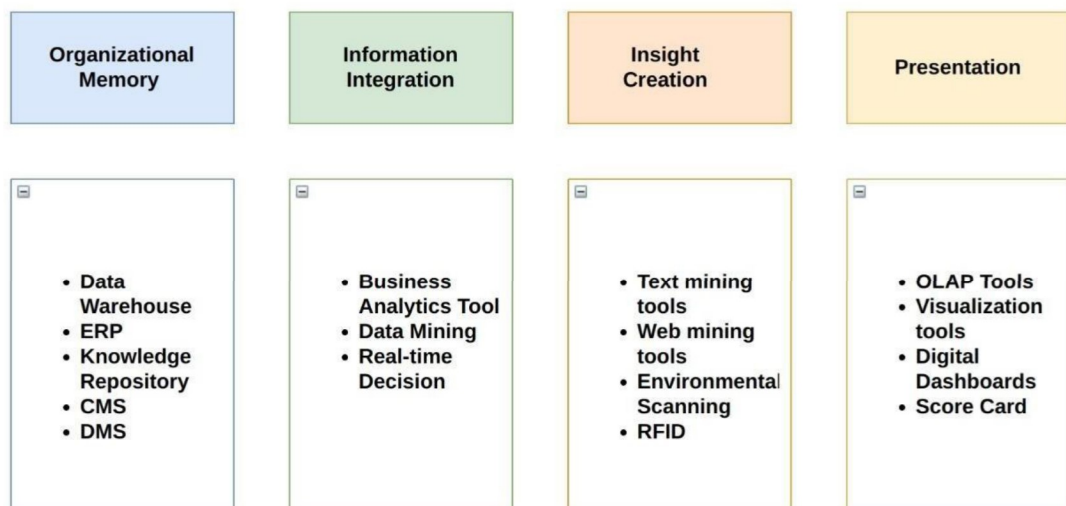 Organizational
Memory
Information
Integration
Insight
Creation
Presentation
• Data
Warehouse
• ERP
• Knowledge
Repository
• CMS
• DMS
• Business
Analytics Tool
• Data Mining
• Real-time
Decision
• Text mining
tools
• Web mining
tools
• Environmental
Scanning
• RFID
• OLAP Tools
• Visualization
tools
• Digital
Dashboards
• Score Card